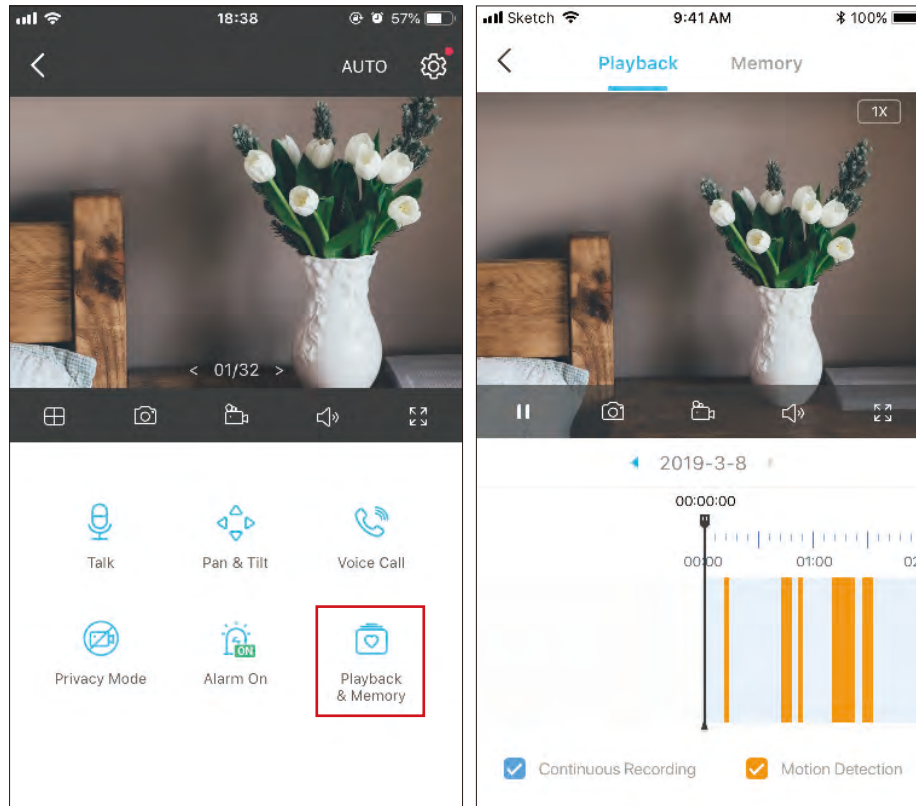 18:38
57%
AUTO
< 01/32 >
Talk
Pan & Tilt
Voice Call
ON
Privacy Mode
Alarm On
Playback
& Memory
Sketch
9:41 AM
100%
Playback
Memory
1X
2019-3-8
00:00:00
00:00
01:00
Continuous Recording
Motion Detection